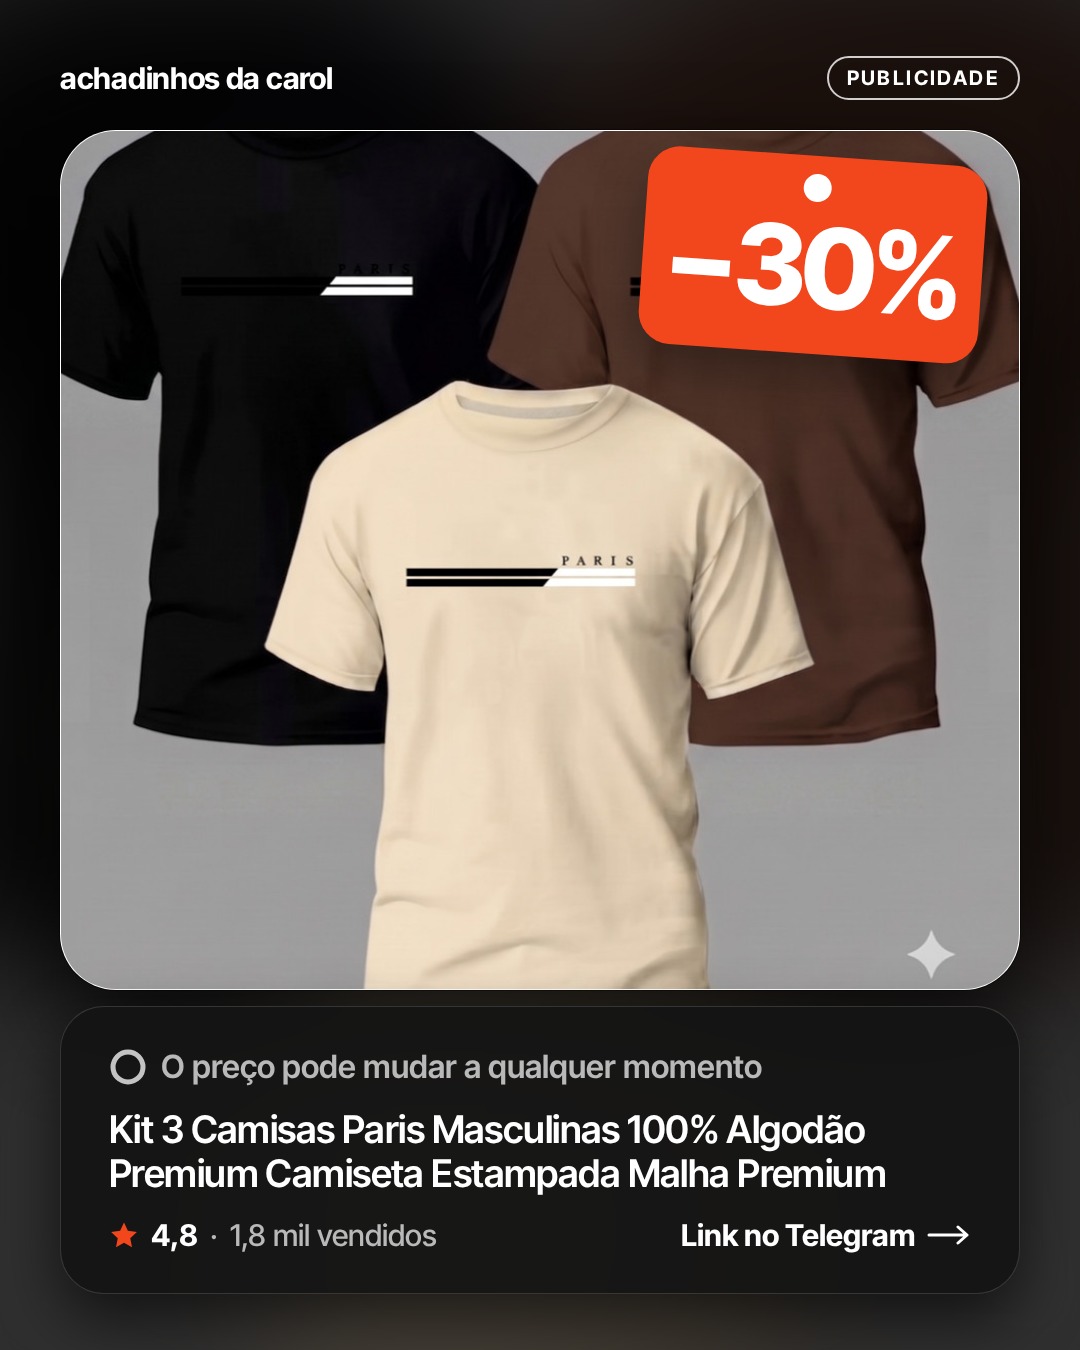 achadinhos da carol
PUBLICIDADE
PARIS
-30%
PARIS
O preço pode mudar a qualquer momento
Kit 3 Camisas Paris Masculinas 100% Algodão
Premium Camiseta Estampada Malha Premium
4,8 · 1,8 mil vendidos
Link no Telegram →